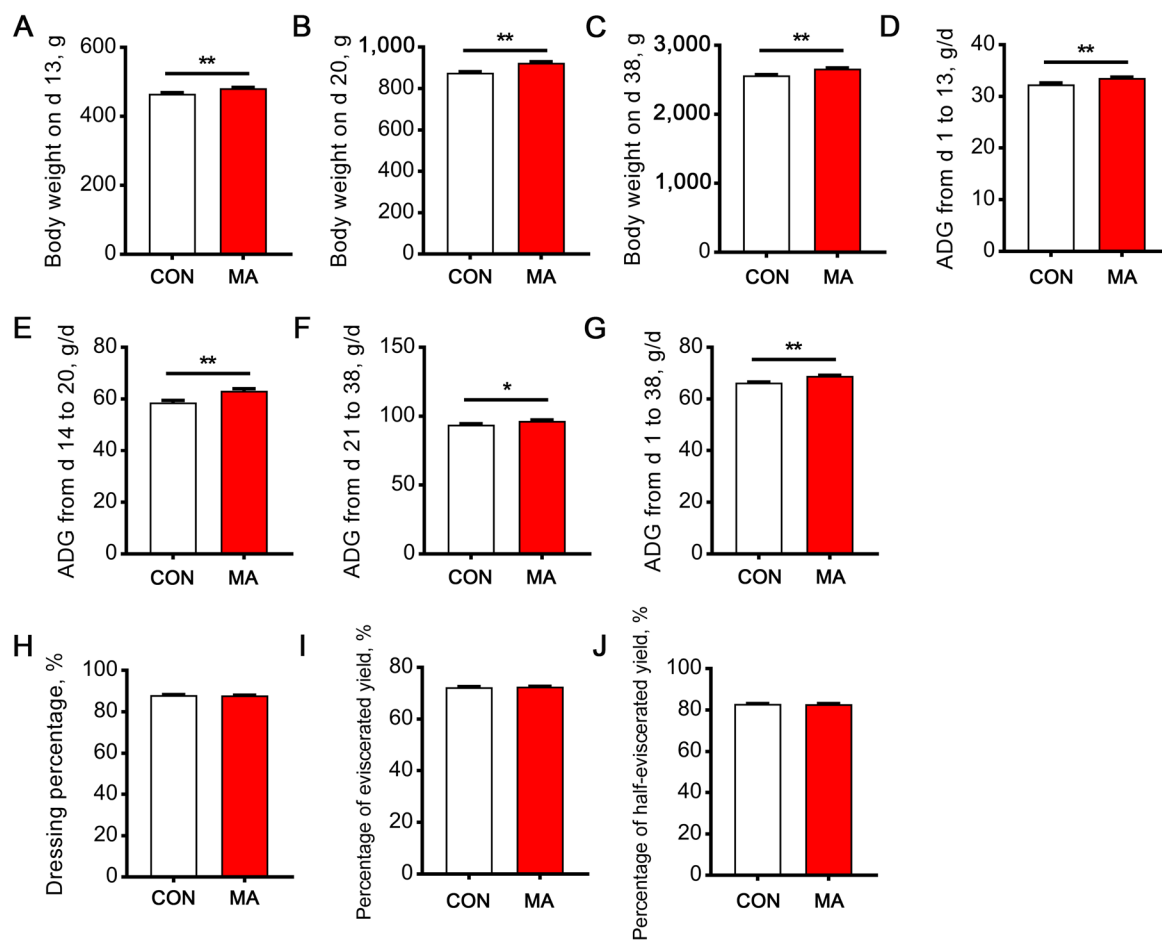 A
Body weight on d 13, g
600
400
200
0
**
CON
MA
B
Body weight on d 20, g
1,000
800
600
400
200
0
**
CON
MA
C
Body weight on d 38, g
3,000
2,000
1,000
0
**
CON
MA
D
ADG from d 1 to 13, g/d
40
30
20
10
0
**
CON
MA
E
ADG from d 14 to 20, g/d
80
60
40
20
0
**
CON
MA
F
ADG from d 21 to 38, g/d
150
100
50
0
*
CON
MA
G
ADG from d 1 to 38, g/d
80
60
40
20
0
**
CON
MA
H
Dressing percentage, %
100
80
60
40
20
0
CON
MA
I
Percentage of eviscerated yield, %
80
60
40
20
0
CON
MA
J
Percentage of half-eviscerated yield, %
100
80
60
40
20
0
CON
MA